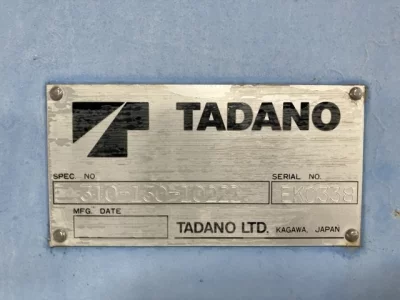 TADANO
SPEC. NO
SERIAL NO.
MFG. DATE
TADANO LTD, KAGAWA, JAPAN